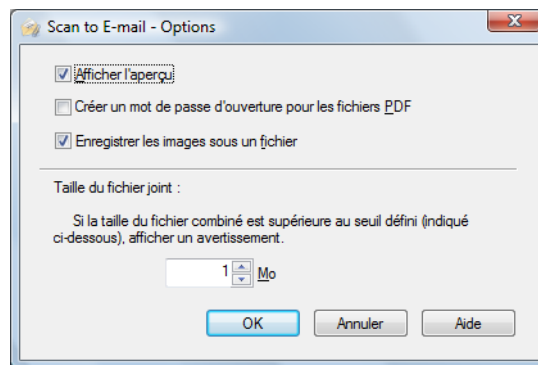 Scan to E-mail - Options
Afficher l'aperçu
Créer un mot de passe d'ouverture pour les fichiers PDF
Enregistrer les images sous un fichier
Taille du fichier joint :
Si la taille du fichier combiné est supérieure au seuil défini (indiqué
ci-dessous), afficher un avertissement.
1 Mo
OK Annuler Aide